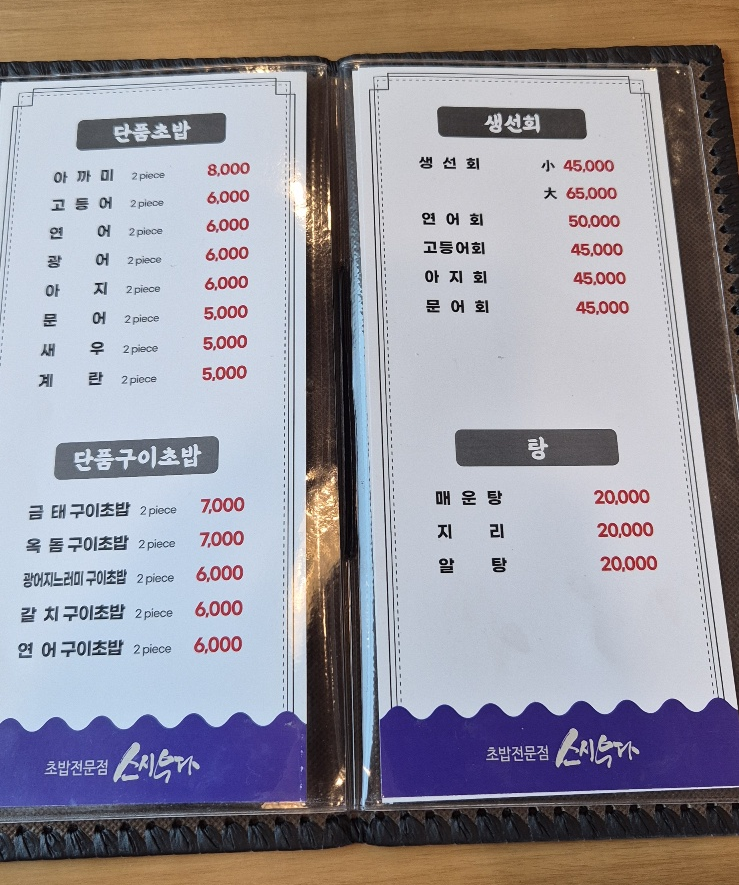 단품초밥
아까미 2 piece 8,000
고등어 2 piece 6,000
연어 2 piece 6,000
광어 2 piece 6,000
아지 2 piece 6,000
문어 2 piece 5,000
새우 2 piece 5,000
계란 2 piece 5,000
단품구이초밥
금태구이초밥 2 piece 7,000
옥돔구이초밥 2 piece 7,000
광어지느러미구이초밥 2 piece 6,000
갈치구이초밥 2 piece 6,000
연어구이초밥 2 piece 6,000
초밥전문점
생선회
생선회 小 45,000
大 65,000
연어회 50,000
고등어회 45,000
아지회 45,000
문어회 45,000
탕
매운탕 20,000
지리 20,000
알탕 20,000
초밥전문점